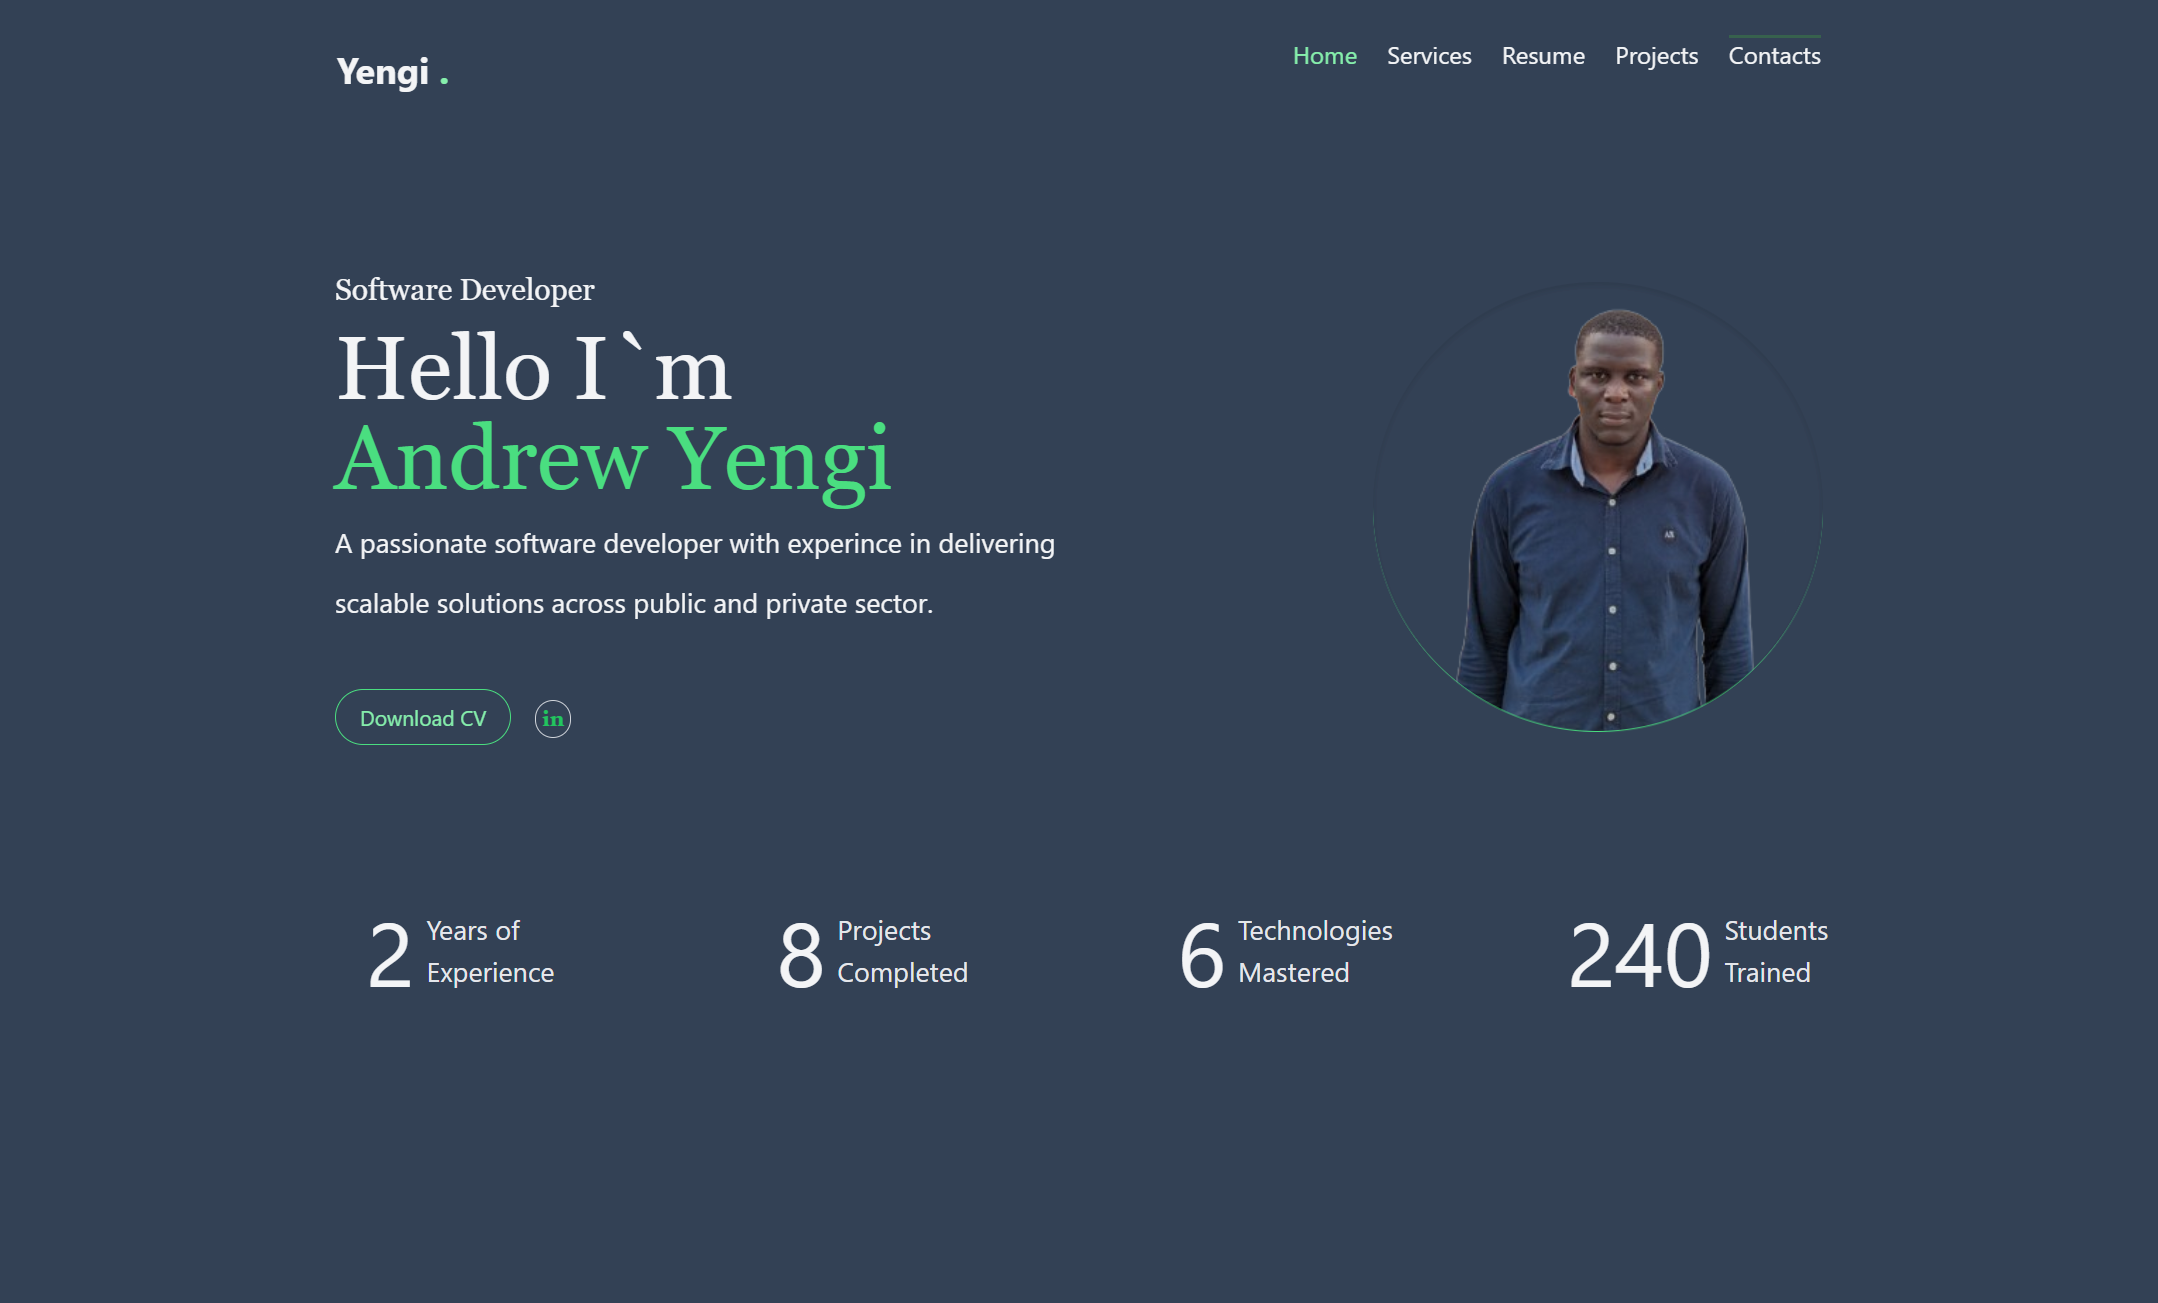 Yengi .
Home Services Resume Projects Contacts
Software Developer
Hello I`m
Andrew Yengi
A passionate software developer with experince in delivering
scalable solutions across public and private sector.
Download CV
in
2 Years of
Experience
8 Projects
Completed
6 Technologies
Mastered
240 Students
Trained